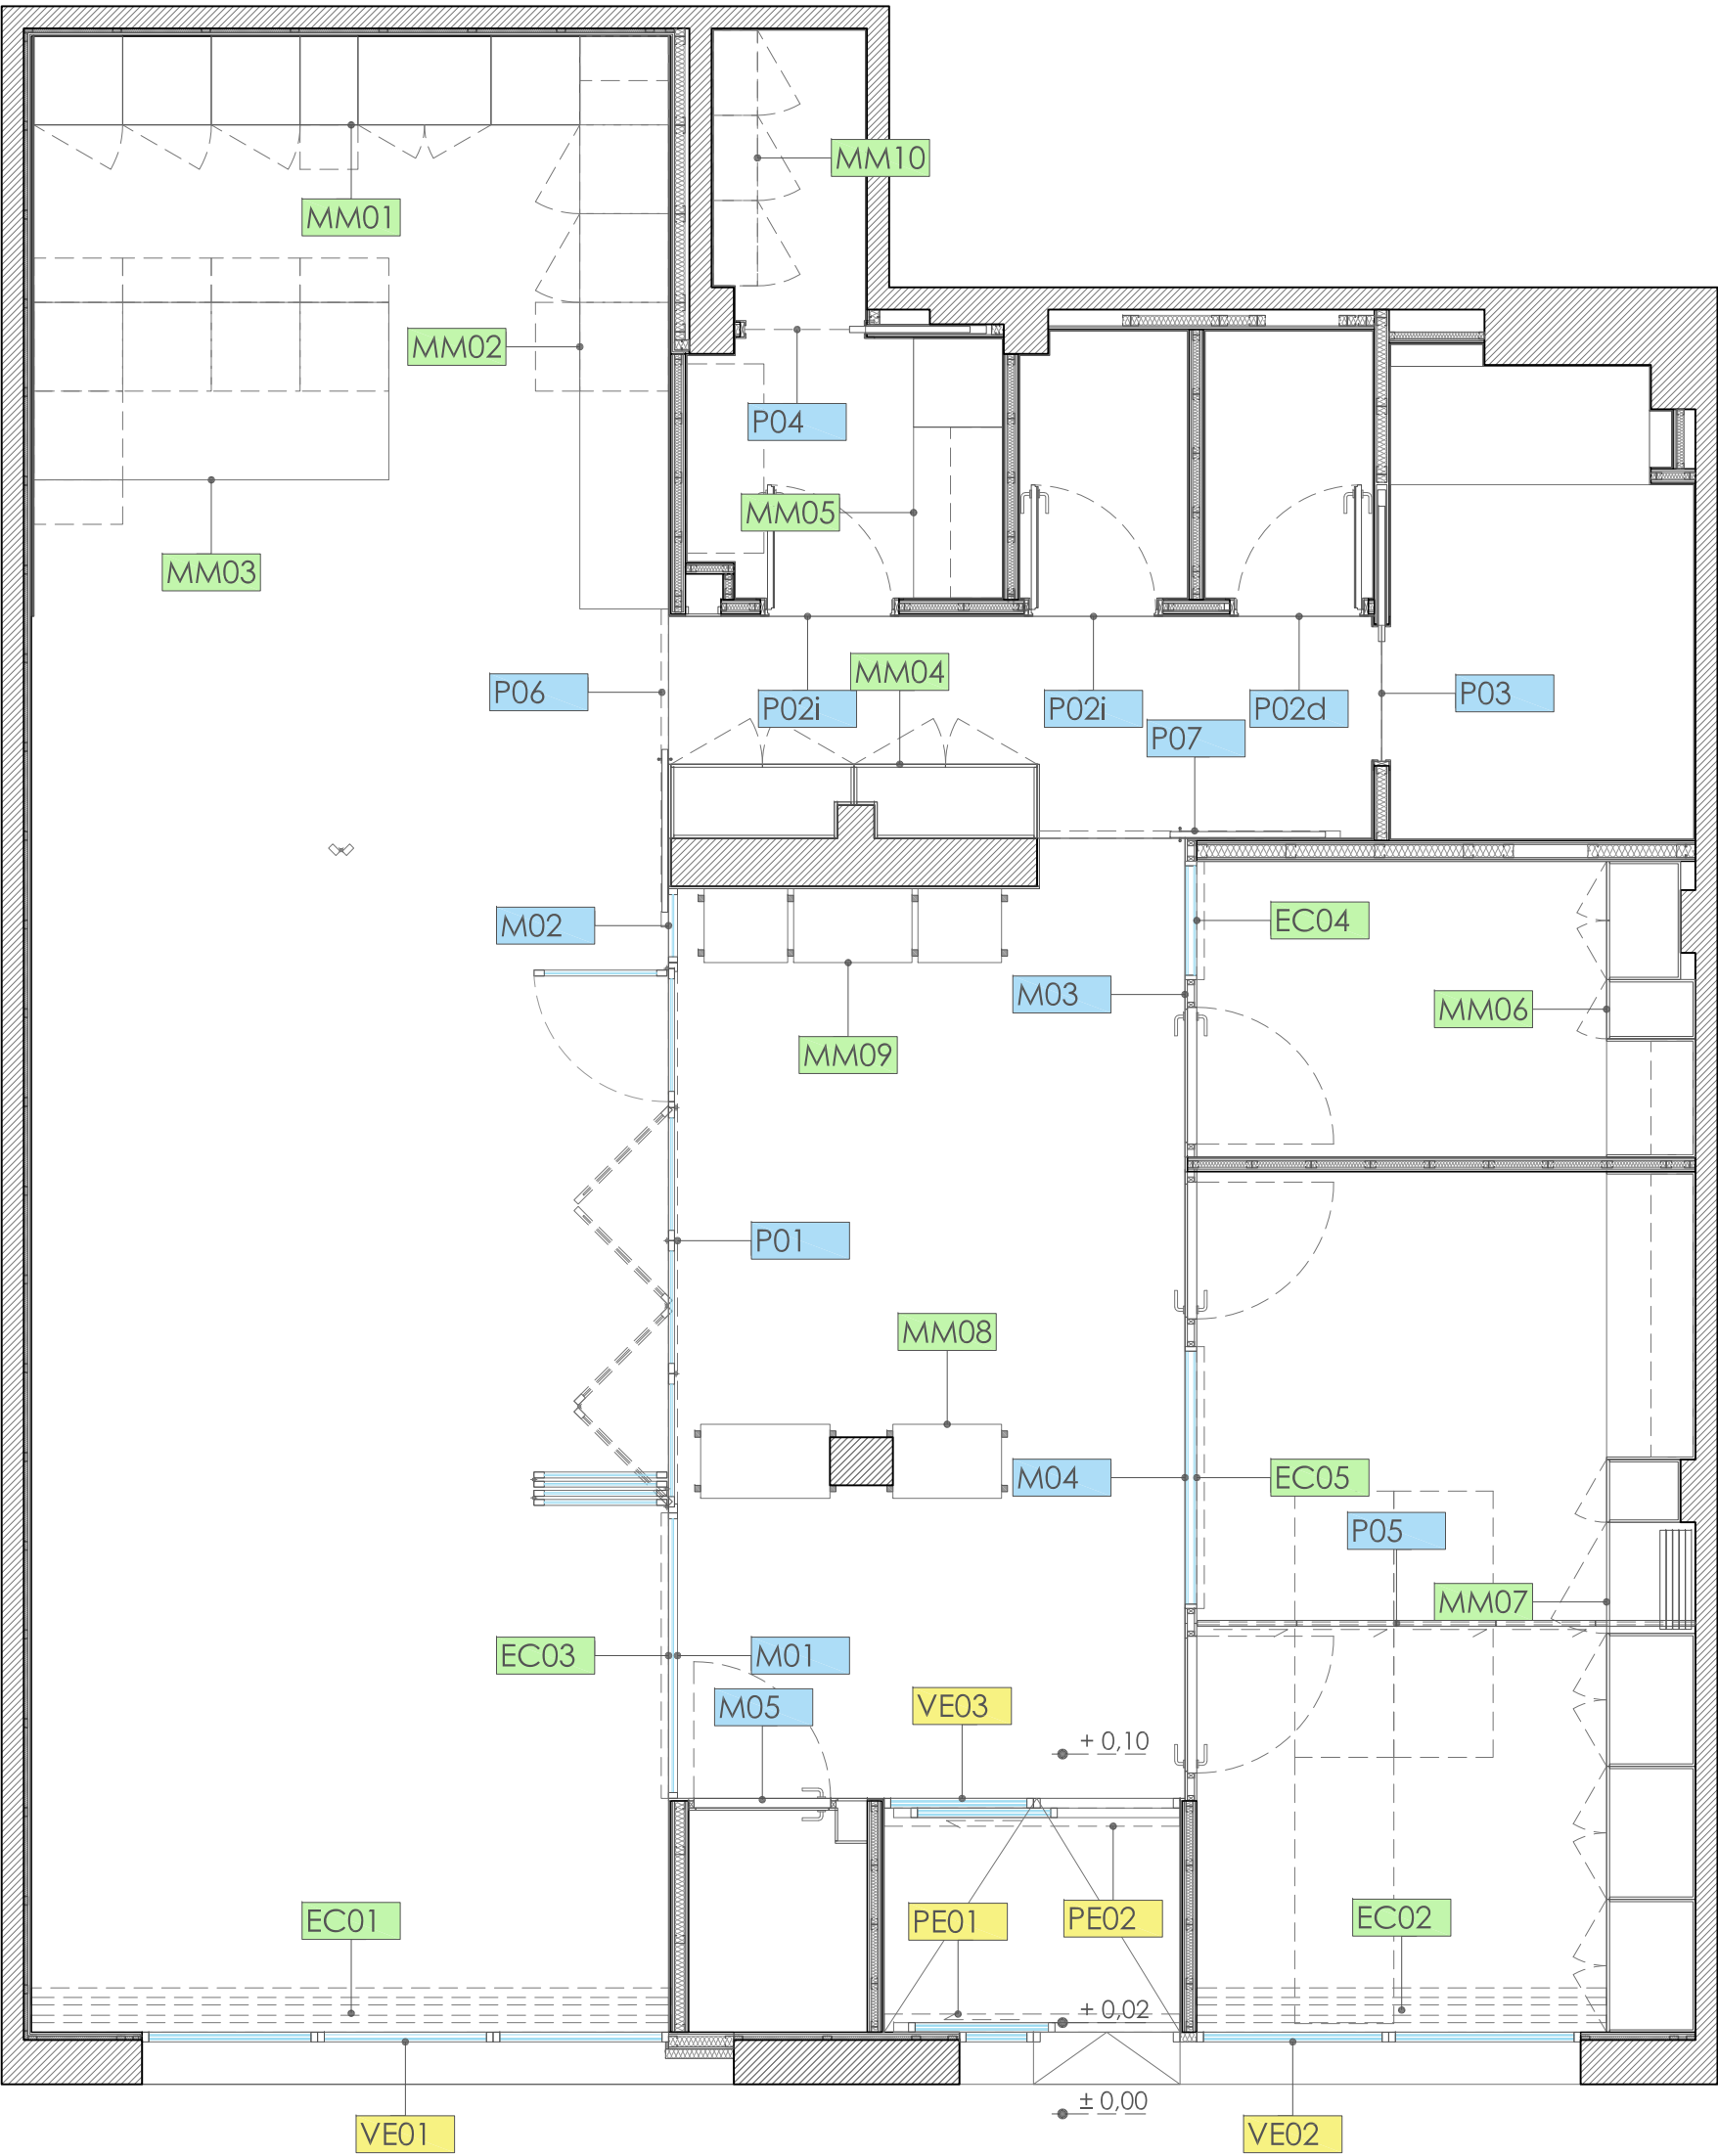 MM10
MM01
MM02
P04
MM05
MM03
MM04
P06
P02i
P02i
P02d
P03
P07
M02
EC04
M03
MM06
MM09
P01
MM08
M04
EC05
P05
MM07
EC03
M01
M05
VE03
+ 0,10
EC01
PE01
PE02
EC02
+ 0,02
± 0,00
VE01
VE02